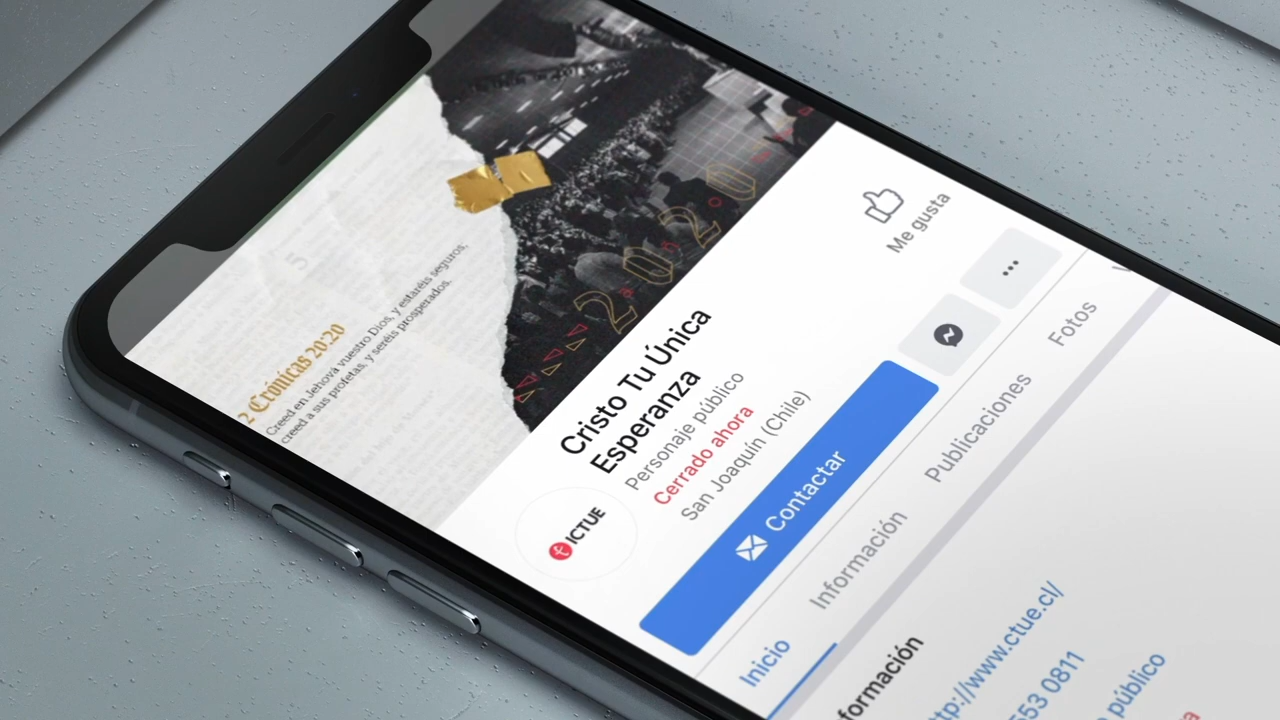 2 Crónicas 20:20
Creed en Jehová vuestro Dios, y estaréis seguros,
creed a sus profetas, y seréis prosperados.
2020
Cristo Tu Única
Esperanza
Personaje público
Cerrado ahora
San Joaquín (Chile)
Me gusta
ICTUE
Contactar
Inicio
Información
Publicaciones
Fotos
formación
ttp://www.ctue.cl/
553 0811
público